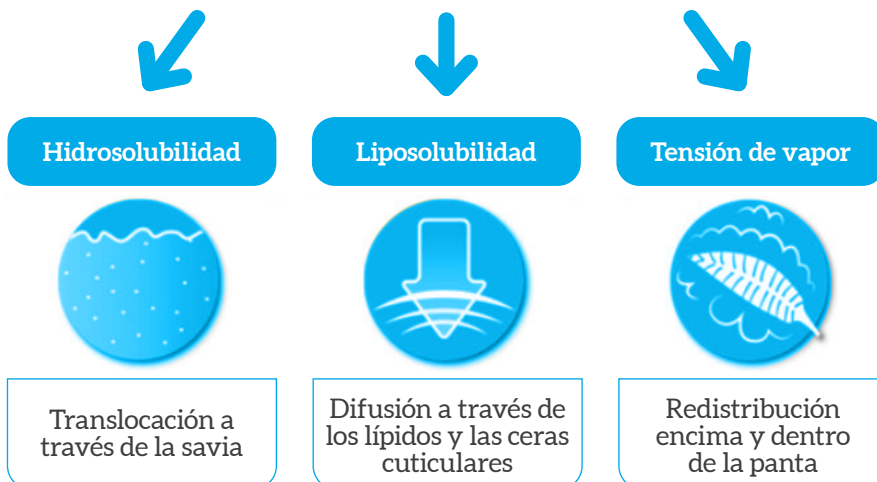 Hidrosolubilidad
Liposolubilidad
Tensión de vapor
Translocación a
través de la savia
Difusión a través de
los lípidos y las ceras
cuticulares
Redistribución
encima y dentro
de la panta